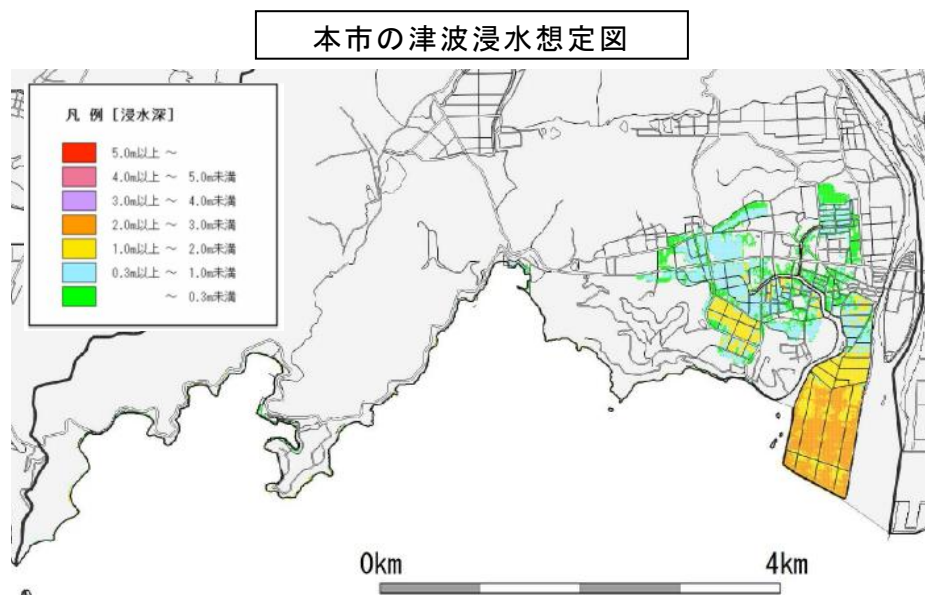 本市の津波浸水想定図
凡 例 [浸水深]
5.0m以上 ～
4.0m以上 ～ 5.0m未満
3.0m以上 ～ 4.0m未満
2.0m以上 ～ 3.0m未満
1.0m以上 ～ 2.0m未満
0.3m以上 ～ 1.0m未満
～ 0.3m未満
0km 4km